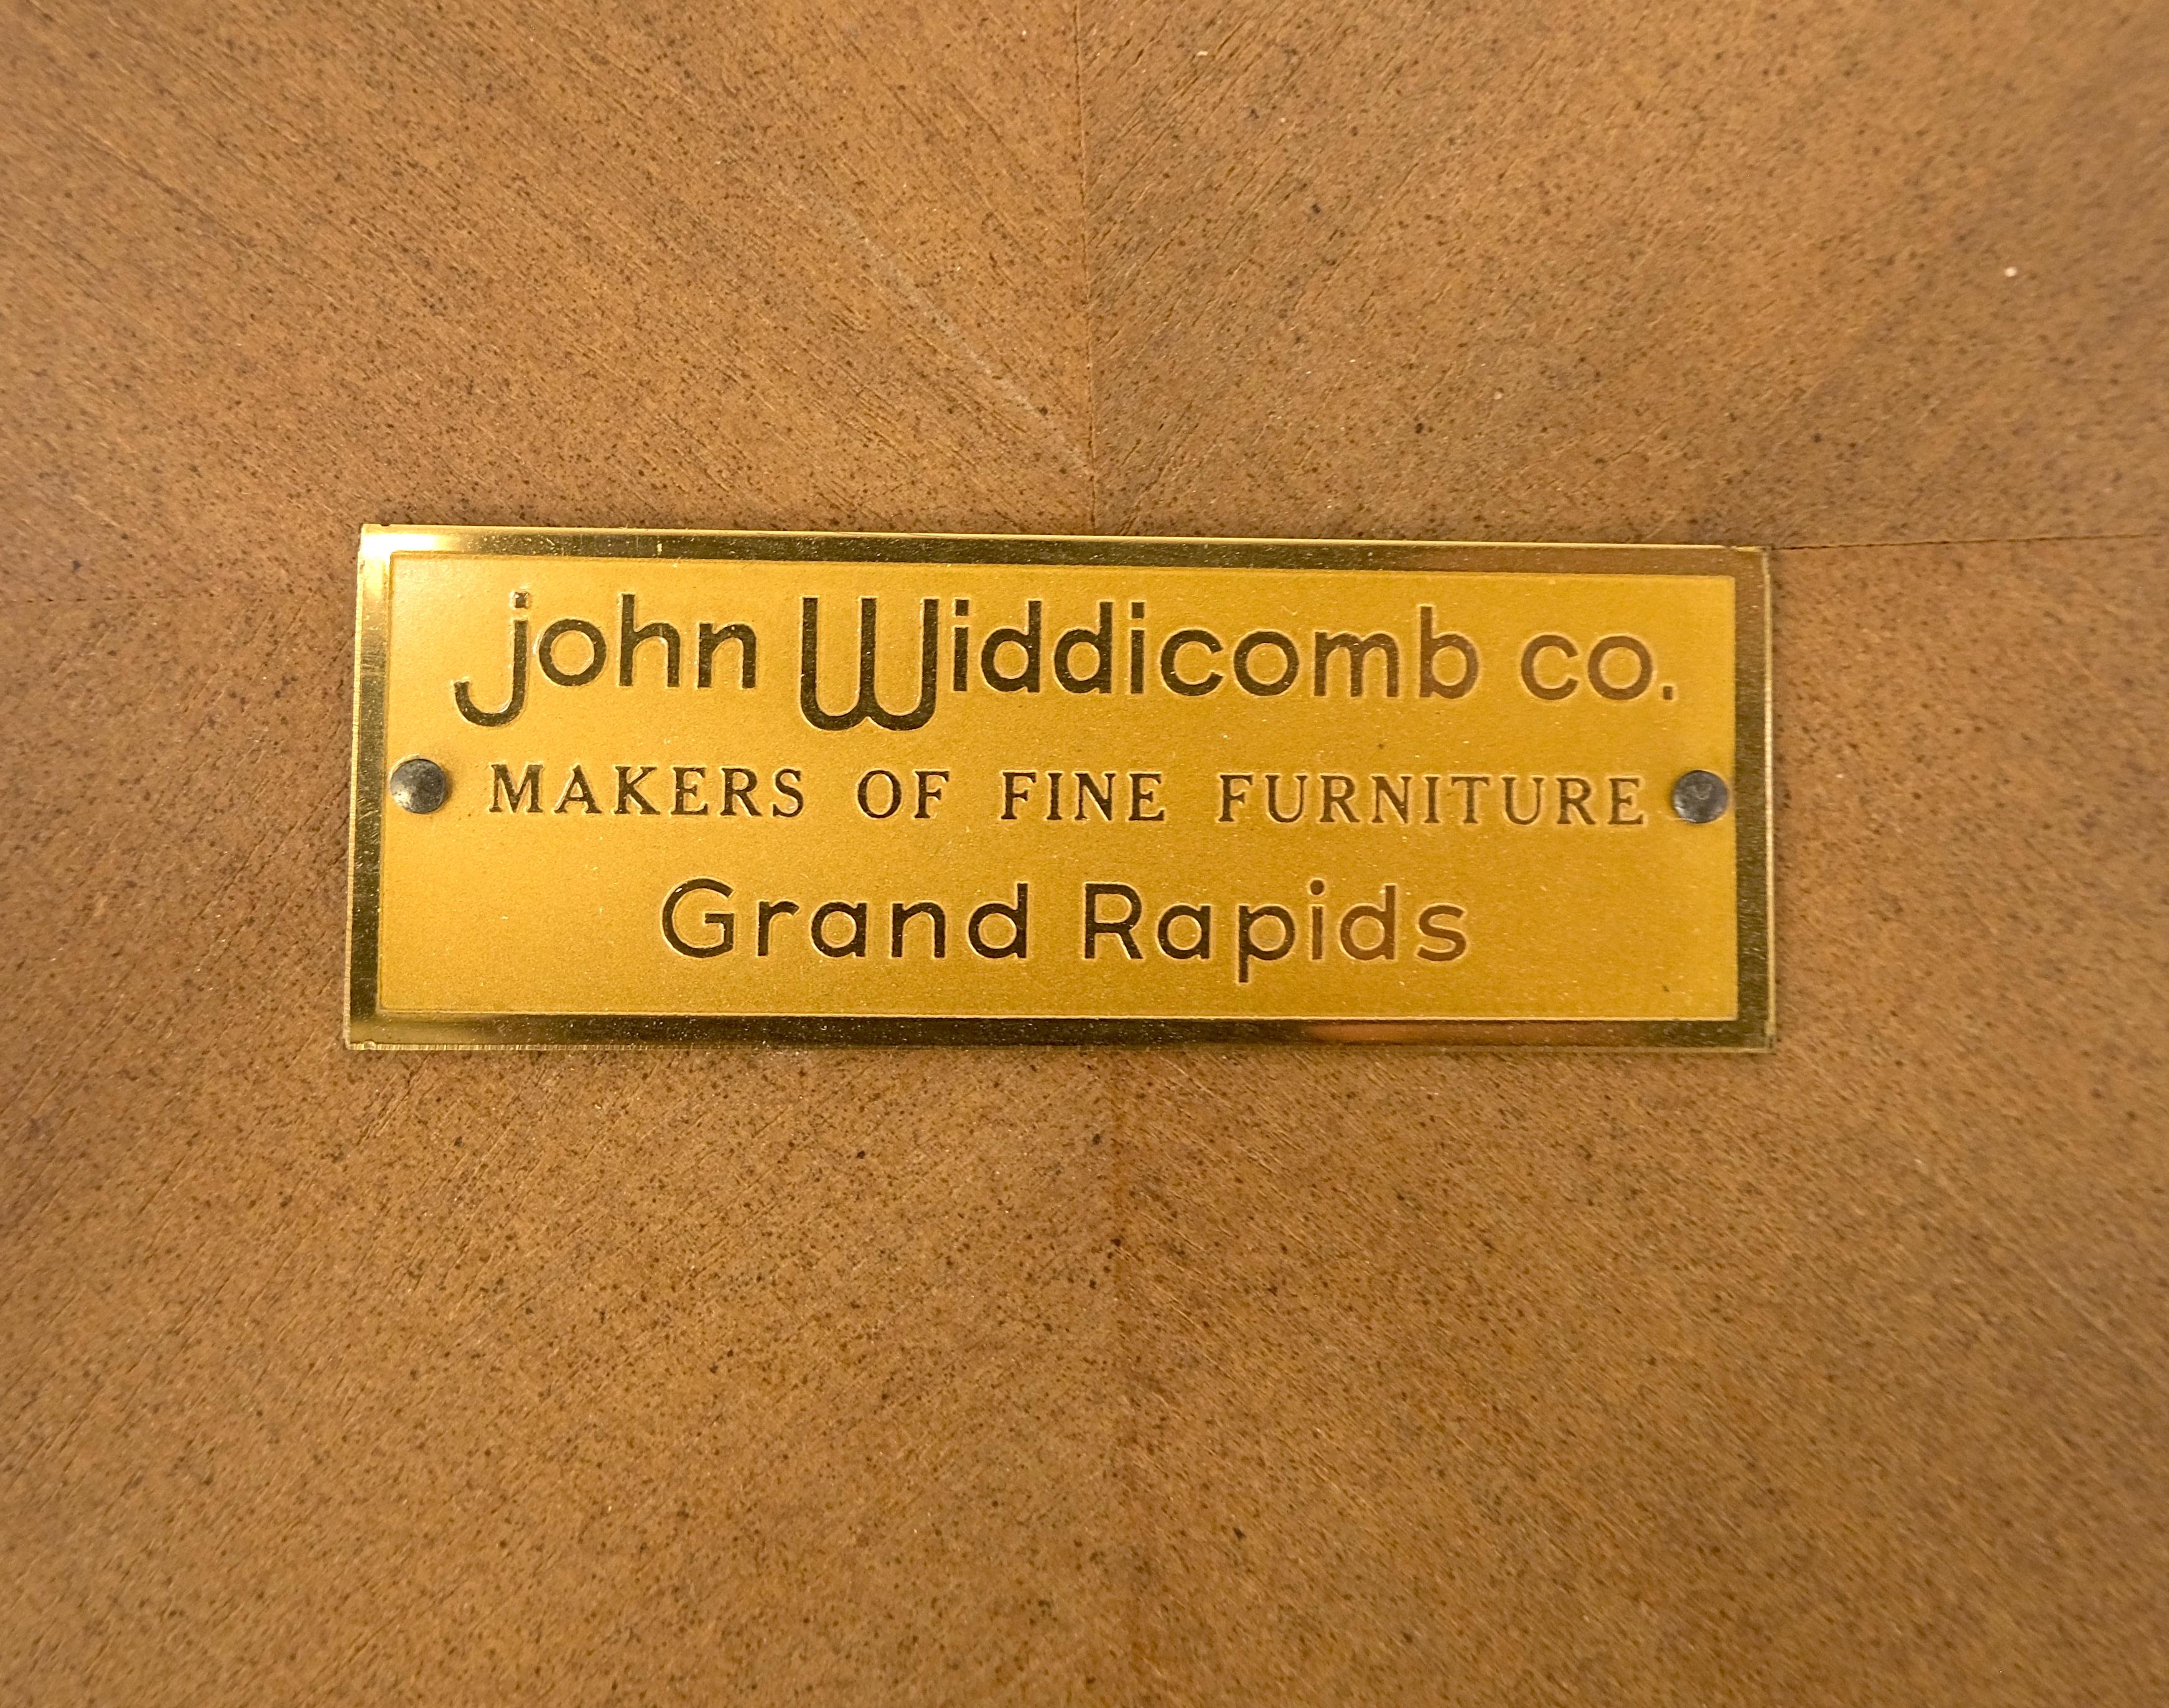 john Widdicomb co.
MAKERS OF FINE FURNITURE
Grand Rapids